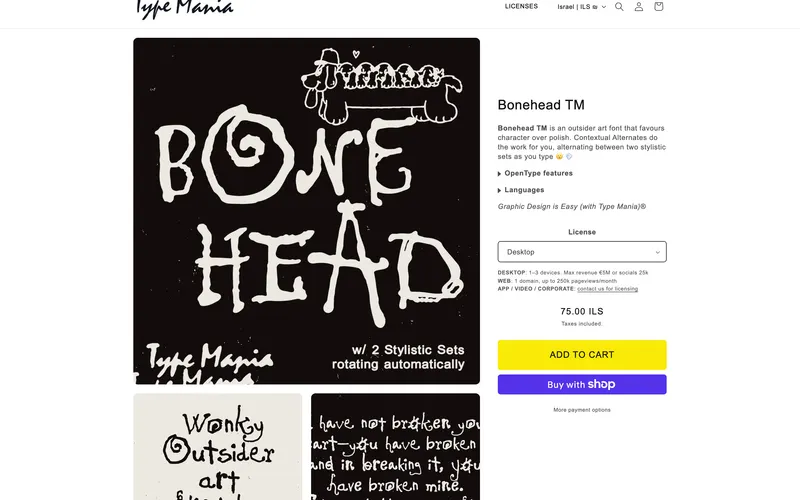 Type Mania
LICENSES
Israel | ILS ₪
BONE
HEAD
Type Mania
Type Mania
w/ 2 Stylistic Sets
rotating automatically
Bonehead TM
Bonehead TM is an outsider art font that favours
character over polish. Contextual Alternates do
the work for you, alternating between two stylistic
sets as you type
OpenType features
Languages
Graphic Design is Easy (with Type Mania)®
License
Desktop
DESKTOP: 1–3 devices. Max revenue €5M or socials 25k
WEB: 1 domain, up to 250k pageviews/month
APP / VIDEO / CORPORATE: contact us for licensing
75.00 ILS
Taxes included.
ADD TO CART
Buy with shop
More payment options
Wonky
Outsider
art
I have not broken you
heart—you have broken
and in breaking it, you
have broken mine.